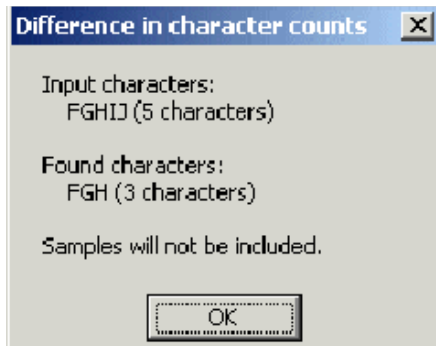 Difference in character counts
Input characters:
FGHIJ (5 characters)
Found characters:
FGH (3 characters)
Samples will not be included.
OK